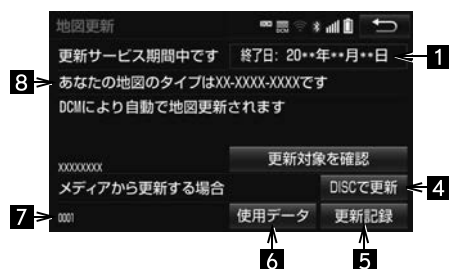 地図更新
更新サービス期間中です 終了日: 20**年**月**日 1
8 あなたの地図のタイプはXX-XXXX-XXXXです
DCMにより自動で地図更新されます
更新対象を確認
XXXXXXXX
メディアから更新する場合 DISCで更新 4
7 0001 使用データ 更新記録
6 5